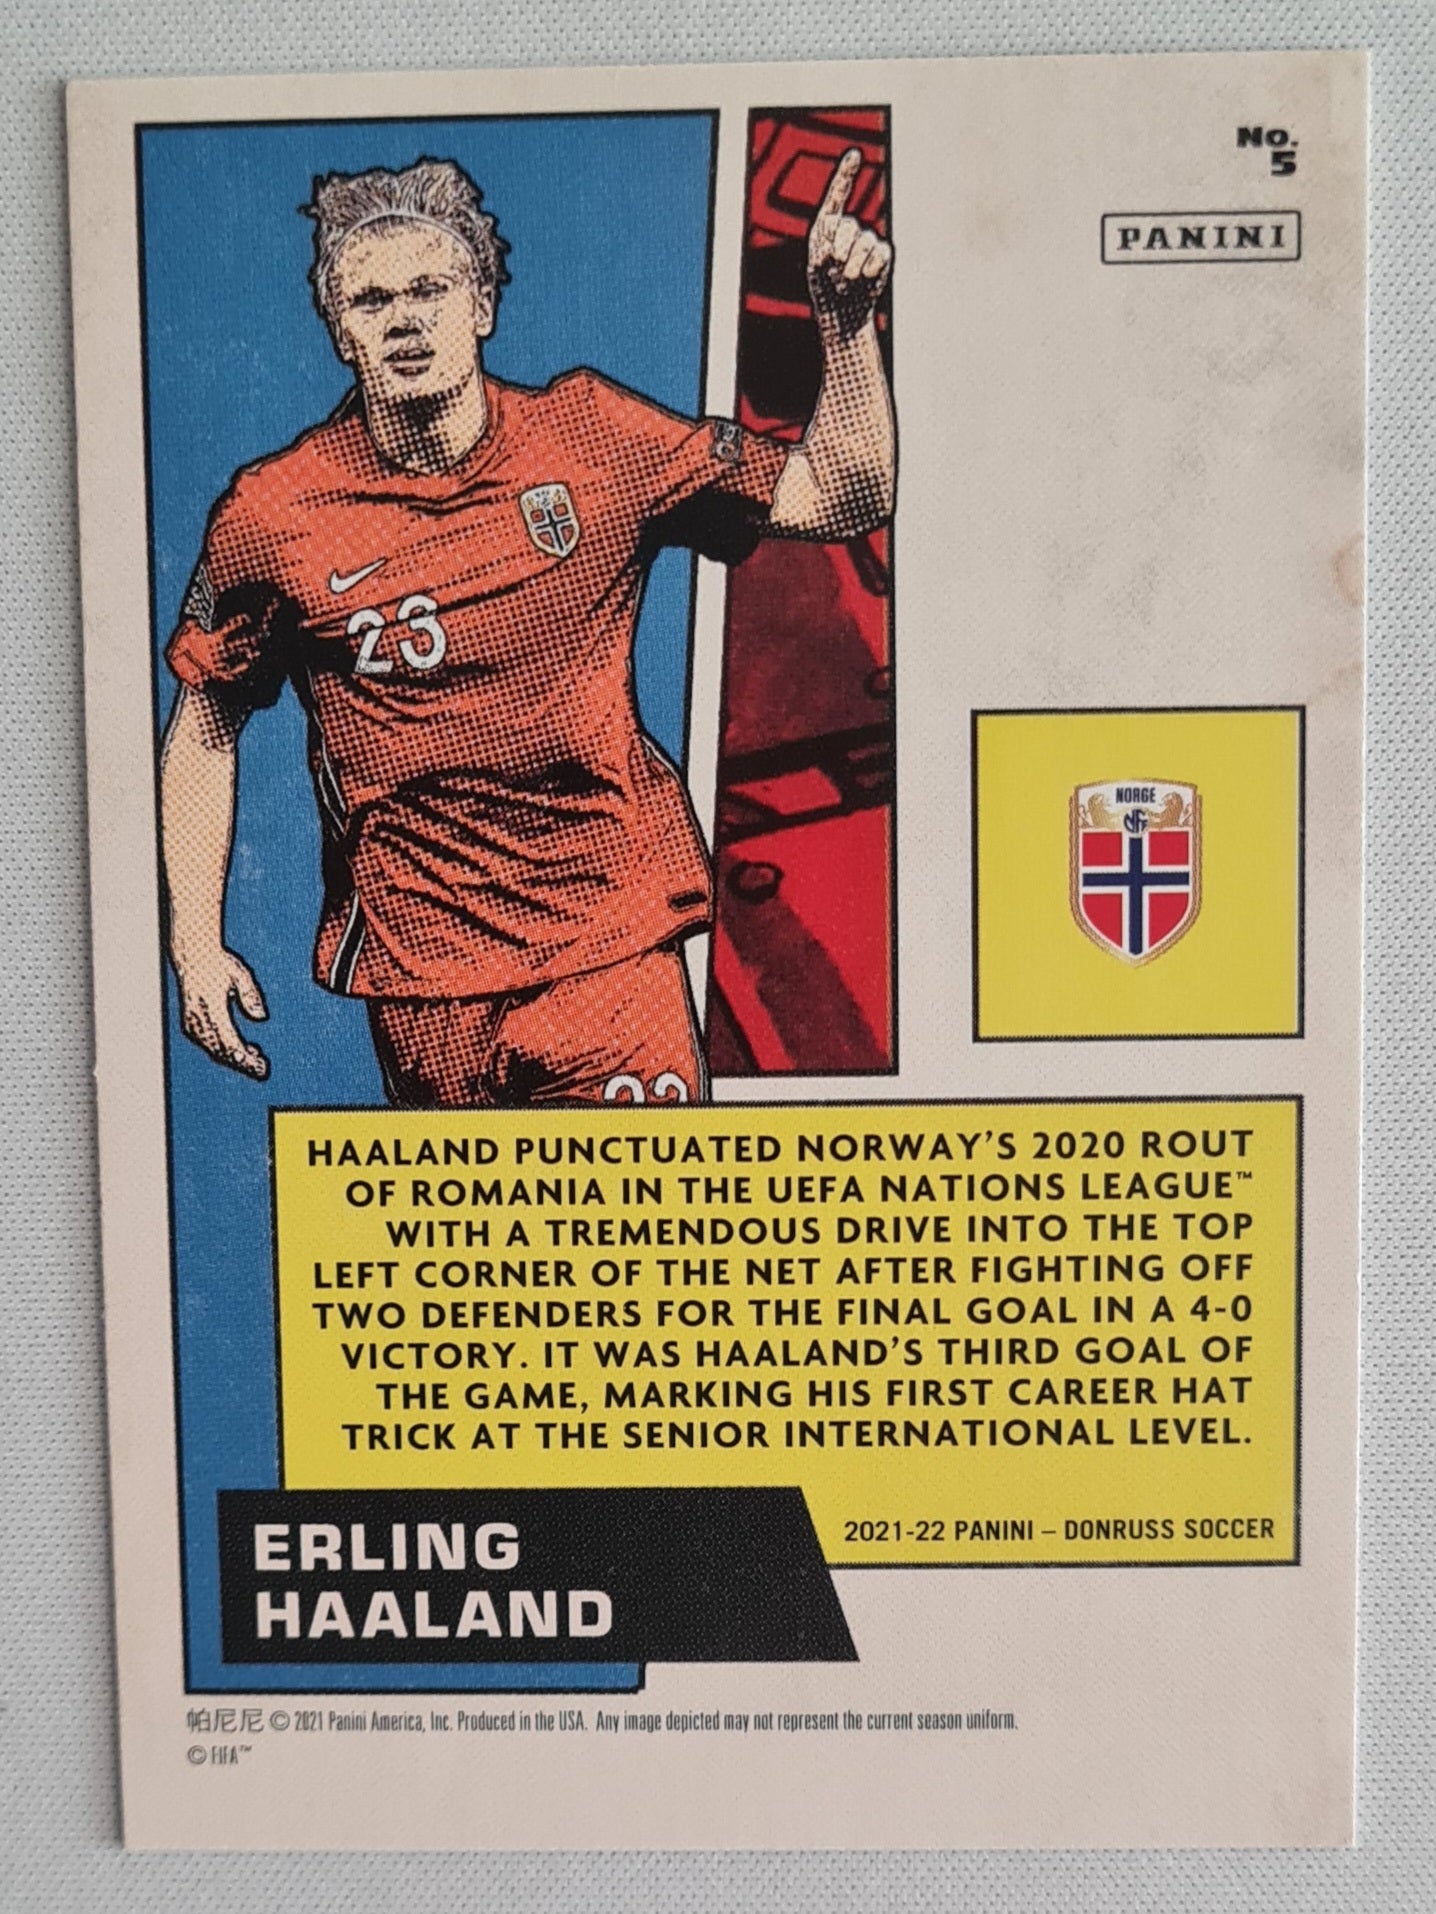 No.
5
PANINI
23
NORGE
NFF
23
HAALAND PUNCTUATED NORWAY'S 2020 ROUT
OF ROMANIA IN THE UEFA NATIONS LEAGUE™
WITH A TREMENDOUS DRIVE INTO THE TOP
LEFT CORNER OF THE NET AFTER FIGHTING OFF
TWO DEFENDERS FOR THE FINAL GOAL IN A 4-0
VICTORY. IT WAS HAALAND'S THIRD GOAL OF
THE GAME, MARKING HIS FIRST CAREER HAT
TRICK AT THE SENIOR INTERNATIONAL LEVEL.
2021-22 PANINI – DONRUSS SOCCER
ERLING
HAALAND
帕尼尼 © 2021 Panini America, Inc. Produced in the USA. Any image depicted may not represent the current season uniform.
© FIFA™